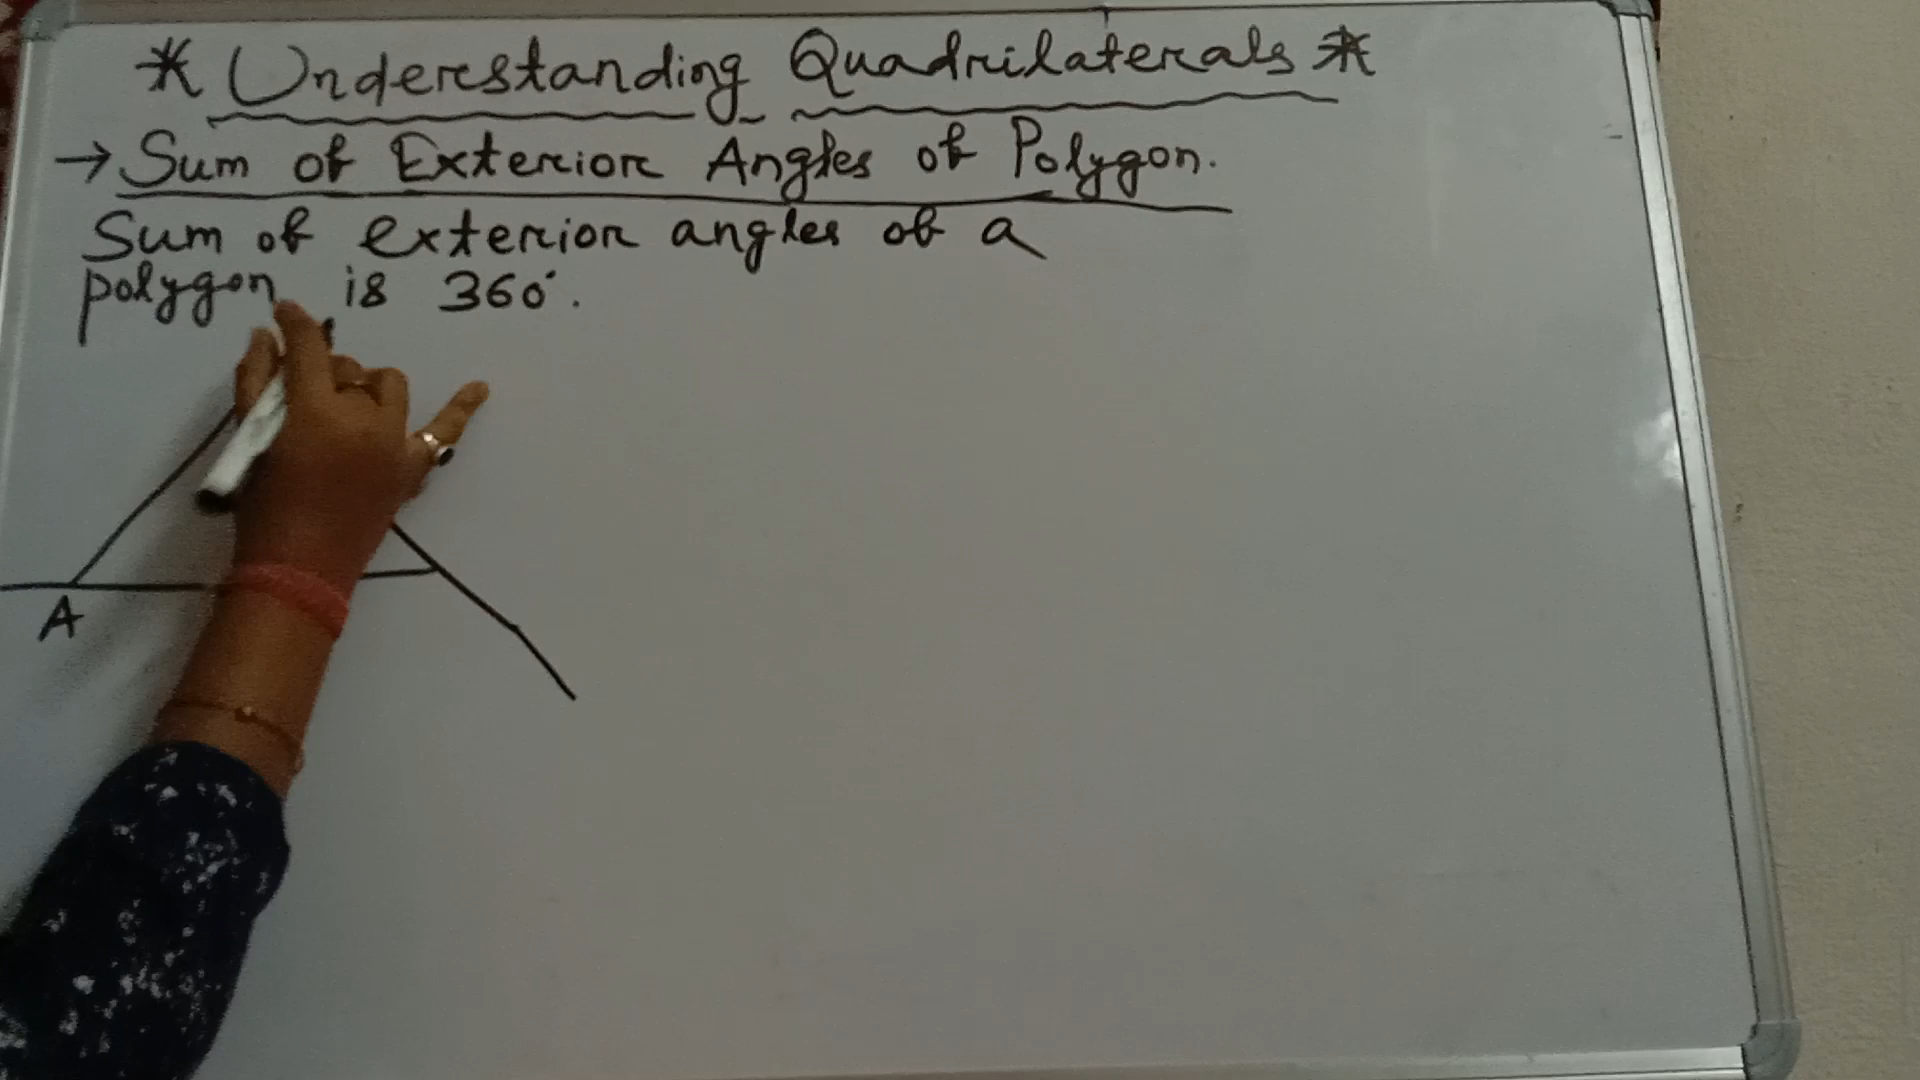 * Understanding Quadrilaterals *
→ Sum of Exterior Angles of Polygon.
Sum of exterior angles of a
polygon is 360°.
A